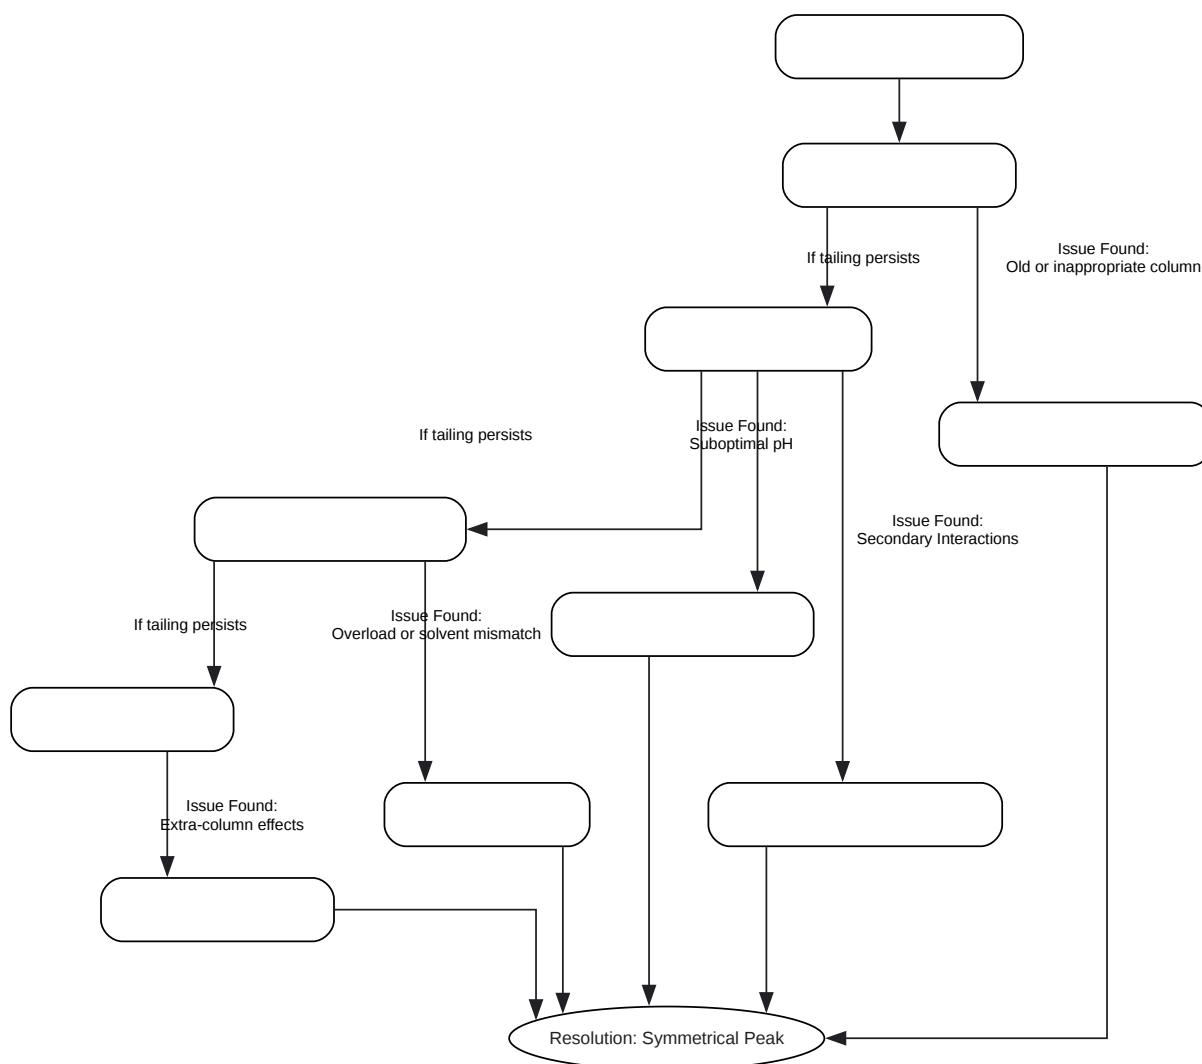 If tailing persists
Issue Found:
Old or inappropriate column
If tailing persists
Issue Found:
Suboptimal pH
Issue Found:
Secondary Interactions
If tailing persists
Issue Found:
Overload or solvent mismatch
Issue Found:
Extra-column effects
Resolution: Symmetrical Peak